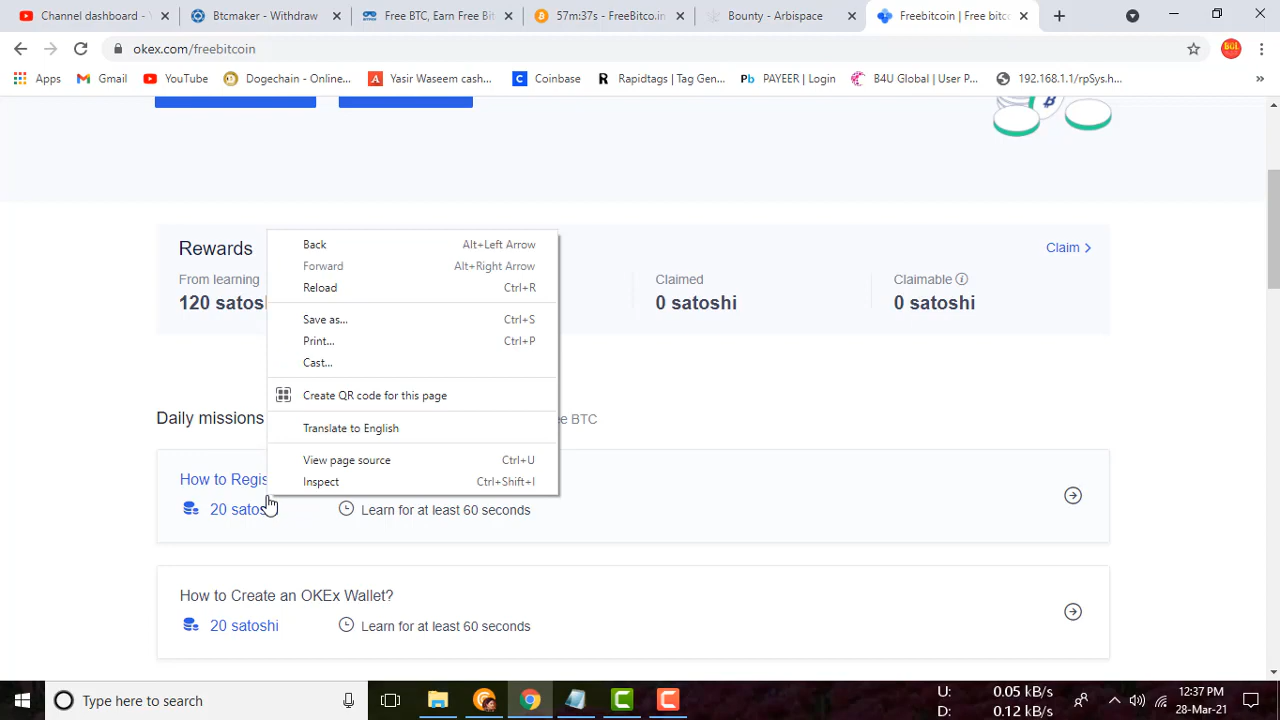 Channel dashboard -
Btcmaker - Withdraw
Free BTC, Earn Free Bit
57m:37s - FreeBitco.in
Bounty - Arbispace
Freebitcoin | Free bitc
okex.com/freebitcoin
Apps
Gmail
YouTube
Dogechain - Online...
Yasir Waseem cash...
Coinbase
Rapidtags | Tag Gen...
PAYEER | Login
B4U Global | User P...
192.168.1.1/rpSys.h...
Rewards
Claim
From learning
120 satoshi
Claimed
0 satoshi
Claimable
0 satoshi
Back Alt+Left Arrow
Forward Alt+Right Arrow
Reload Ctrl+R
Save as... Ctrl+S
Print... Ctrl+P
Cast...
Create QR code for this page
Translate to English
View page source Ctrl+U
Inspect Ctrl+Shift+I
Daily missions
BTC
How to Regis
20 satoshi
Learn for at least 60 seconds
How to Create an OKEx Wallet?
20 satoshi
Learn for at least 60 seconds
Type here to search
U: 0.05 kB/s
D: 0.12 kB/s
12:37 PM
28-Mar-21